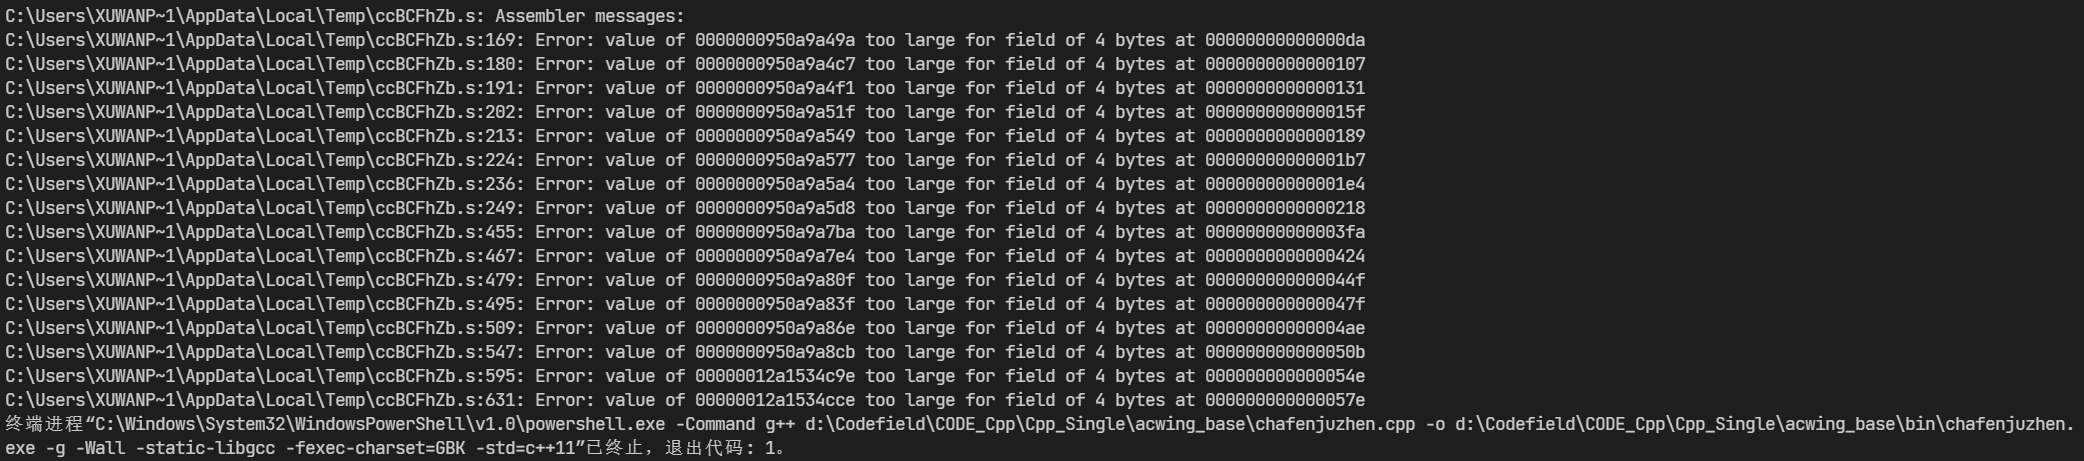 C:\Users\XUWANP~1\AppData\Local\Temp\ccBCFhZb.s: Assembler messages:
C:\Users\XUWANP~1\AppData\Local\Temp\ccBCFhZb.s:169: Error: value of 0000000950a9a49a too large for field of 4 bytes at 00000000000000da
C:\Users\XUWANP~1\AppData\Local\Temp\ccBCFhZb.s:180: Error: value of 0000000950a9a4c7 too large for field of 4 bytes at 0000000000000107
C:\Users\XUWANP~1\AppData\Local\Temp\ccBCFhZb.s:191: Error: value of 0000000950a9a4f1 too large for field of 4 bytes at 0000000000000131
C:\Users\XUWANP~1\AppData\Local\Temp\ccBCFhZb.s:202: Error: value of 0000000950a9a51f too large for field of 4 bytes at 000000000000015f
C:\Users\XUWANP~1\AppData\Local\Temp\ccBCFhZb.s:213: Error: value of 0000000950a9a549 too large for field of 4 bytes at 0000000000000189
C:\Users\XUWANP~1\AppData\Local\Temp\ccBCFhZb.s:224: Error: value of 0000000950a9a577 too large for field of 4 bytes at 00000000000001b7
C:\Users\XUWANP~1\AppData\Local\Temp\ccBCFhZb.s:236: Error: value of 0000000950a9a5a4 too large for field of 4 bytes at 00000000000001e4
C:\Users\XUWANP~1\AppData\Local\Temp\ccBCFhZb.s:249: Error: value of 0000000950a9a5d8 too large for field of 4 bytes at 0000000000000218
C:\Users\XUWANP~1\AppData\Local\Temp\ccBCFhZb.s:455: Error: value of 0000000950a9a7ba too large for field of 4 bytes at 00000000000003fa
C:\Users\XUWANP~1\AppData\Local\Temp\ccBCFhZb.s:467: Error: value of 0000000950a9a7e4 too large for field of 4 bytes at 0000000000000424
C:\Users\XUWANP~1\AppData\Local\Temp\ccBCFhZb.s:479: Error: value of 0000000950a9a80f too large for field of 4 bytes at 000000000000044f
C:\Users\XUWANP~1\AppData\Local\Temp\ccBCFhZb.s:495: Error: value of 0000000950a9a83f too large for field of 4 bytes at 000000000000047f
C:\Users\XUWANP~1\AppData\Local\Temp\ccBCFhZb.s:509: Error: value of 0000000950a9a86e too large for field of 4 bytes at 00000000000004ae
C:\Users\XUWANP~1\AppData\Local\Temp\ccBCFhZb.s:547: Error: value of 0000000950a9a8cb too large for field of 4 bytes at 000000000000050b
C:\Users\XUWANP~1\AppData\Local\Temp\ccBCFhZb.s:595: Error: value of 00000012a1534c9e too large for field of 4 bytes at 000000000000054e
C:\Users\XUWANP~1\AppData\Local\Temp\ccBCFhZb.s:631: Error: value of 00000012a1534cce too large for field of 4 bytes at 000000000000057e
终端进程“C:\Windows\System32\WindowsPowerShell\v1.0\powershell.exe -Command g++ d:\Codefield\CODE_Cpp\Cpp_Single\acwing_base\chafenjuzhen.cpp -o d:\Codefield\CODE_Cpp\Cpp_Single\acwing_base\bin\chafenjuzhen.
exe -g -Wall -static-libgcc -fexec-charset=GBK -std=c++11”已终止，退出代码: 1。